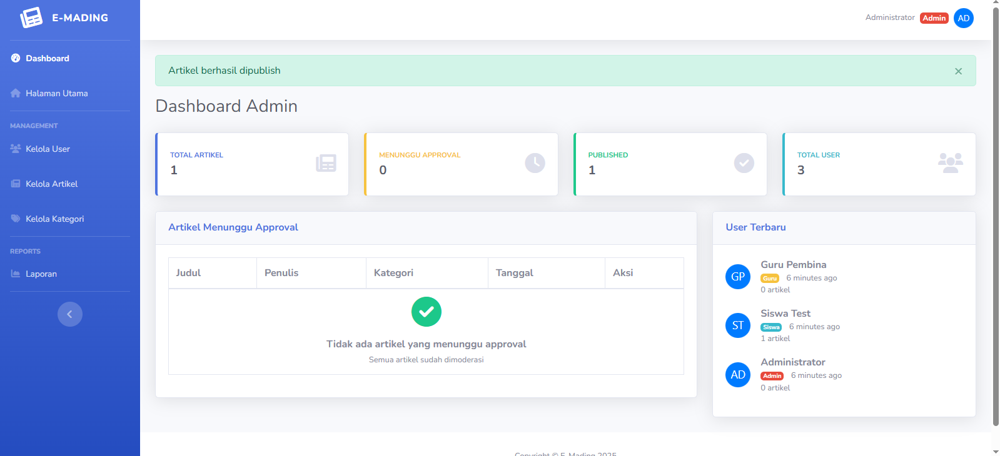 E-MADING
Dashboard
Halaman Utama
MANAGEMENT
Kelola User
Kelola Artikel
Kelola Kategori
REPORTS
Laporan
Administrator Admin AD
Artikel berhasil dipublish ×
Dashboard Admin
TOTAL ARTIKEL
1
MENUNGGU APPROVAL
0
PUBLISHED
1
TOTAL USER
3
Artikel Menunggu Approval
Judul Penulis Kategori Tanggal Aksi
Tidak ada artikel yang menunggu approval
Semua artikel sudah dimoderasi
User Terbaru
GP
Guru Pembina
Guru 6 minutes ago
0 artikel
ST
Siswa Test
Siswa 6 minutes ago
1 artikel
AD
Administrator
Admin 6 minutes ago
0 artikel
Copyright © E-Mading 2025